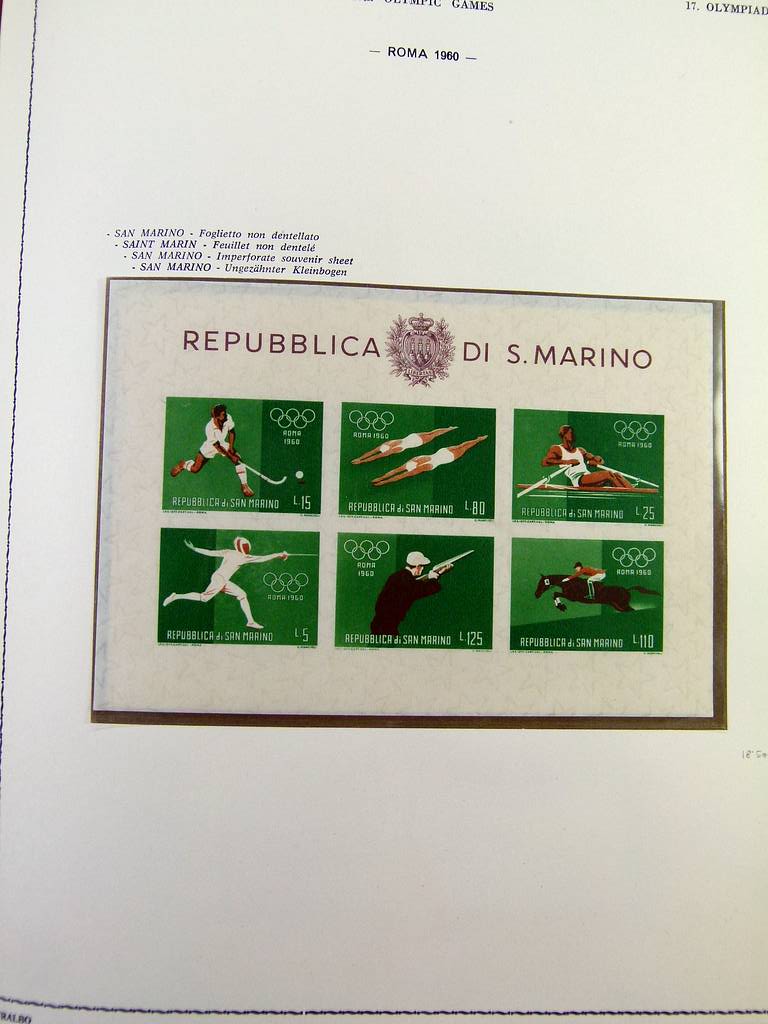 OLYMPIC GAMES
17. OLYMPIAD
— ROMA 1960 —
- SAN MARINO - Foglietto non dentellato
- SAINT MARIN - Feuillet non dentelé
- SAN MARINO - Imperforate souvenir sheet
- SAN MARINO - Ungezähnter Kleinbogen
REPUBBLICA DI S. MARINO
LIBERTAS
ROMA
1960
REPUBBLICA di SAN MARINO L.15
ROMA 1960
REPUBBLICA di SAN MARINO L.80
ROMA 1960
REPUBBLICA di SAN MARINO L.25
ROMA 1960
REPUBBLICA di SAN MARINO L.5
ROMA
1960
REPUBBLICA di SAN MARINO L.125
ROMA 1960
REPUBBLICA di SAN MARINO L.110